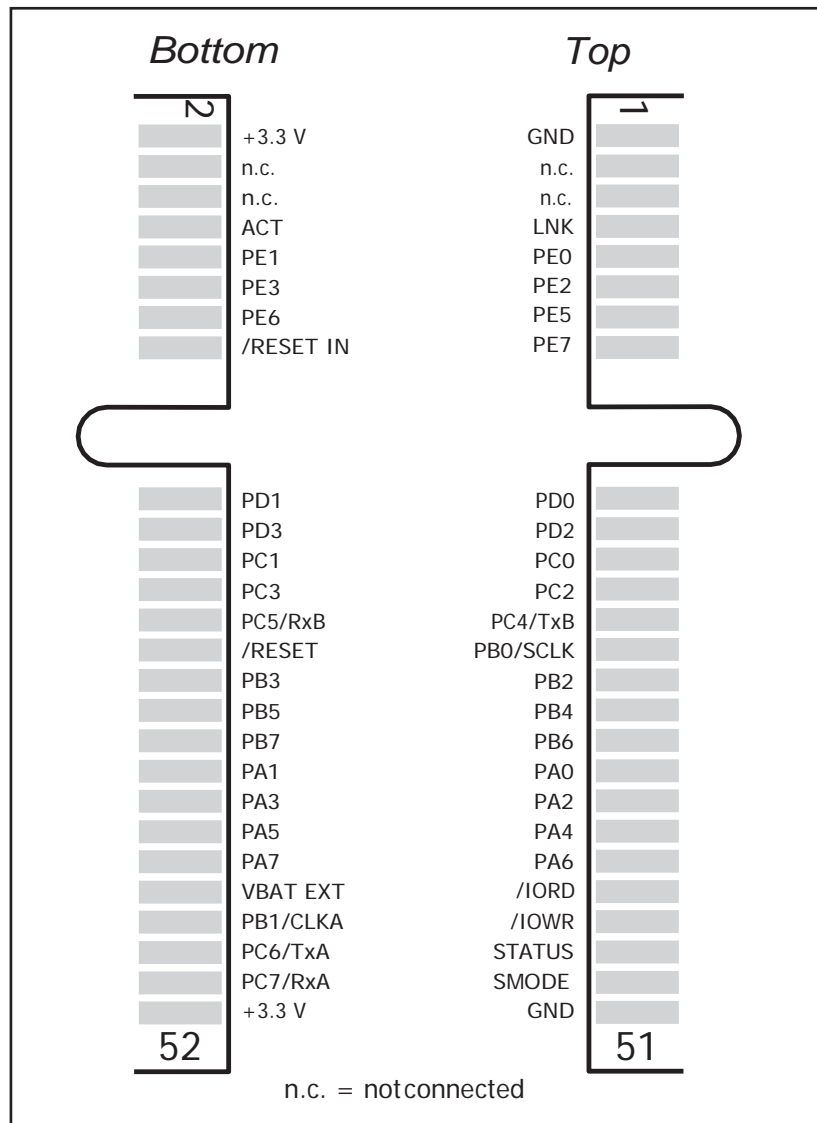 Bottom Top
2 1
+3.3 V GND
n.c. n.c.
n.c. n.c.
ACT LNK
PE1 PE0
PE3 PE2
PE6 PE5
/RESET IN PE7
PD1 PD0
PD3 PD2
PC1 PC0
PC3 PC2
PC5/RxB PC4/TxB
/RESET PB0/SCLK
PB3 PB2
PB5 PB4
PB7 PB6
PA1 PA0
PA3 PA2
PA5 PA4
PA7 PA6
VBAT EXT /IORD
PB1/CLKA /IOWR
PC6/TxA STATUS
PC7/RxA SMODE
+3.3 V GND
52 51
n.c. = not connected